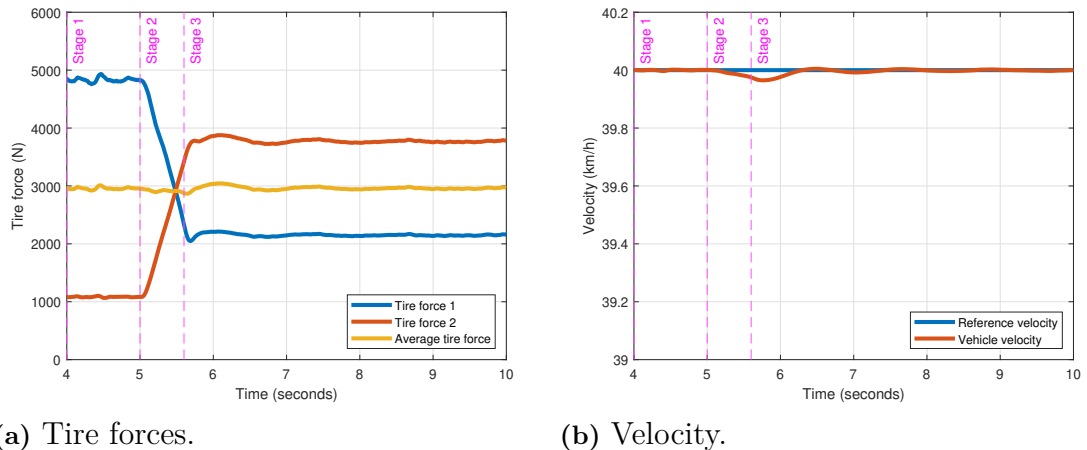 6000
5000
4000
3000
2000
1000
0
Tire force (N)
Stage 1
Stage 2
Stage 3
Tire force 1
Tire force 2
Average tire force
4 5 6 7 8 9 10
Time (seconds)
40.2
40
39.8
39.6
39.4
39.2
39
Velocity (km/h)
Stage 1
Stage 2
Stage 3
Reference velocity
Vehicle velocity
4 5 6 7 8 9 10
Time (seconds)
(a) Tire forces.
(b) Velocity.